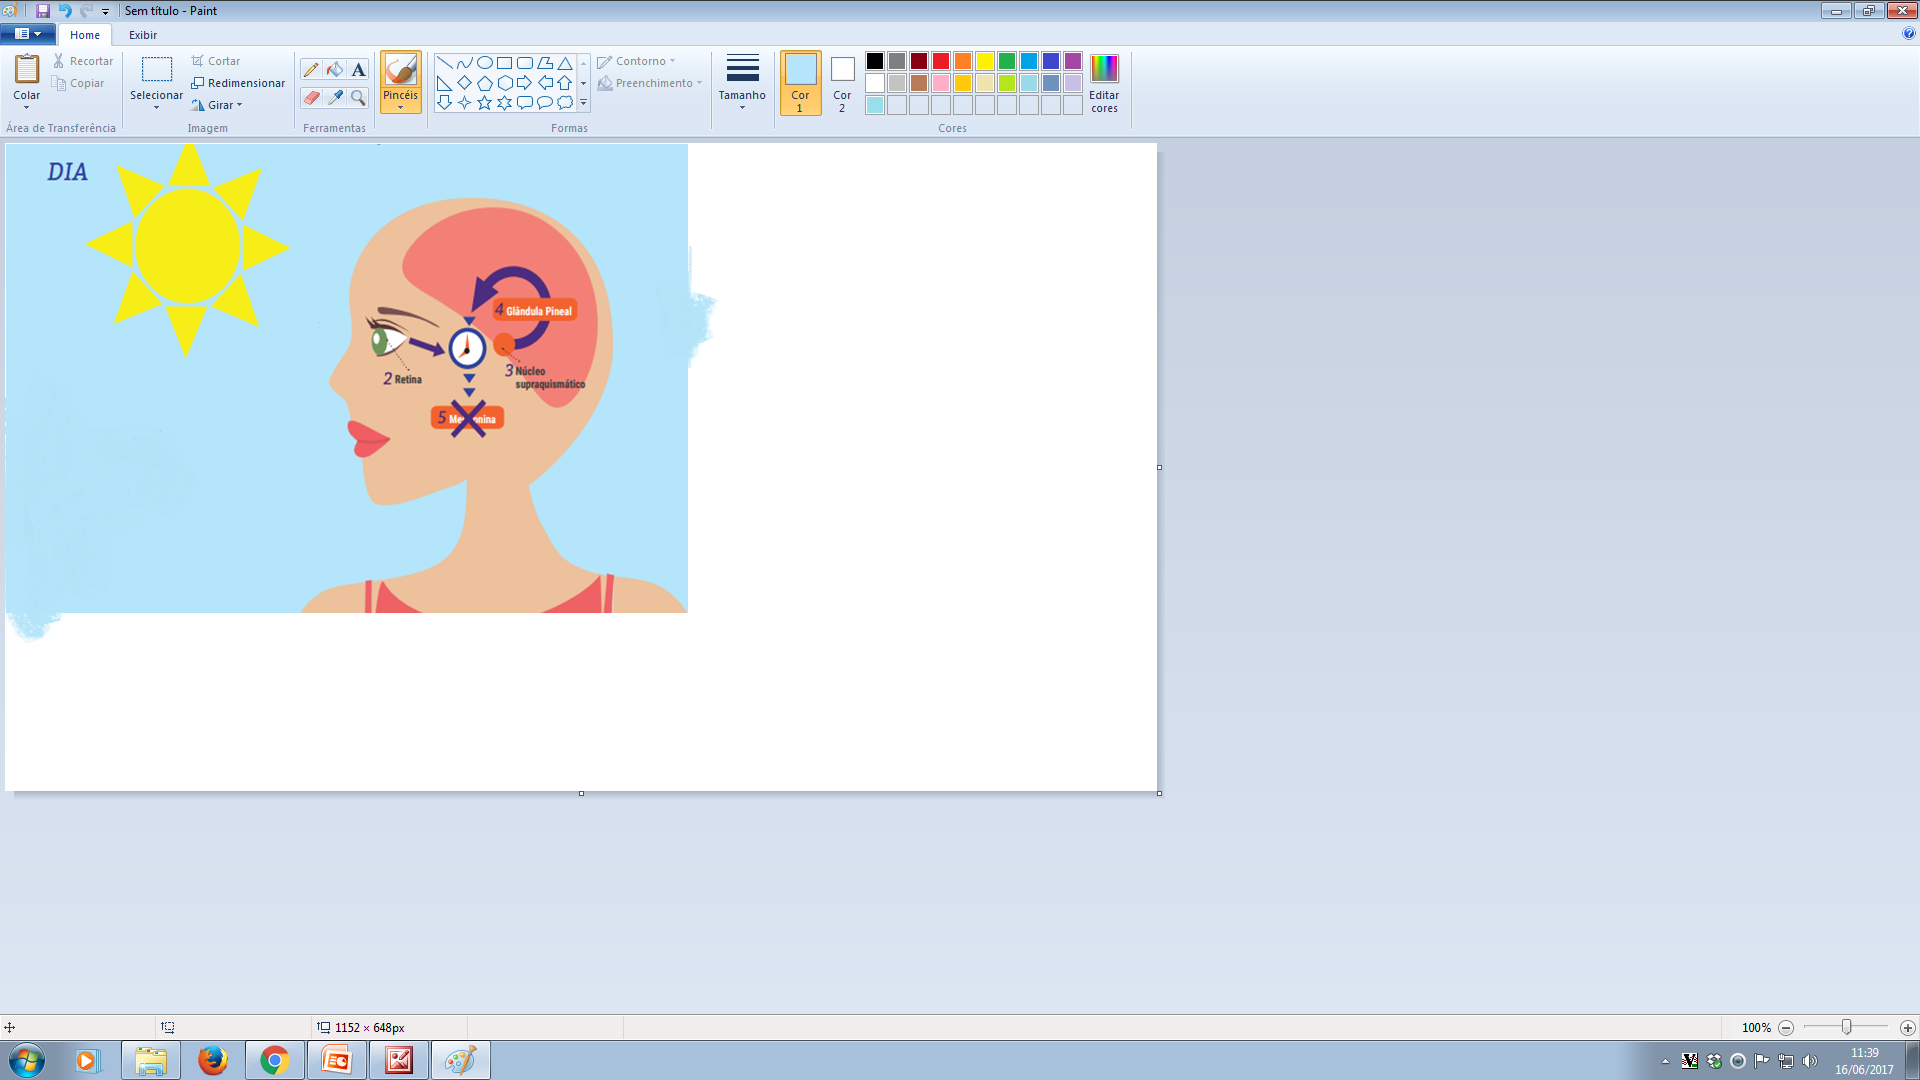 Sem título - Paint
Home
Exibir
Colar
Recortar
Copiar
Área de Transferência
Selecionar
Cortar
Redimensionar
Girar
Imagem
A
Ferramentas
Pincéis
Contorno
Preenchimento
Formas
Tamanho
Cor
1
Cor
2
Editar
cores
Cores
DIA
4 Glândula Pineal
2 Retina
3 Núcleo
supraquismático
5
1152 × 648px
100%
11:39
16/06/2017